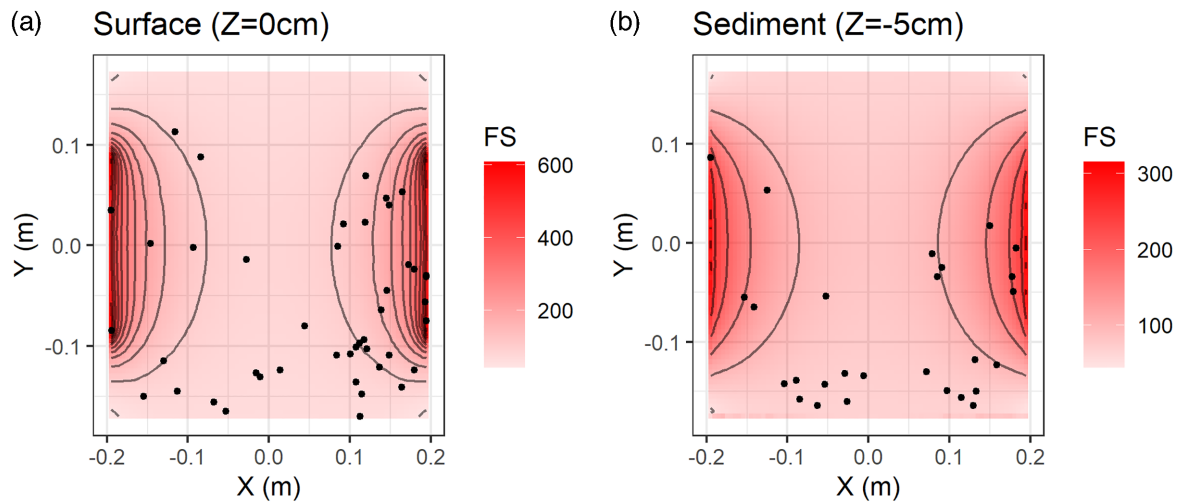 (a) Surface (Z=0cm)
0.1
0.0
-0.1
Y (m)
-0.2 -0.1 0.0 0.1 0.2
X (m)
FS
600
400
200
(b) Sediment (Z=-5cm)
0.1
0.0
-0.1
Y (m)
-0.2 -0.1 0.0 0.1 0.2
X (m)
FS
300
200
100